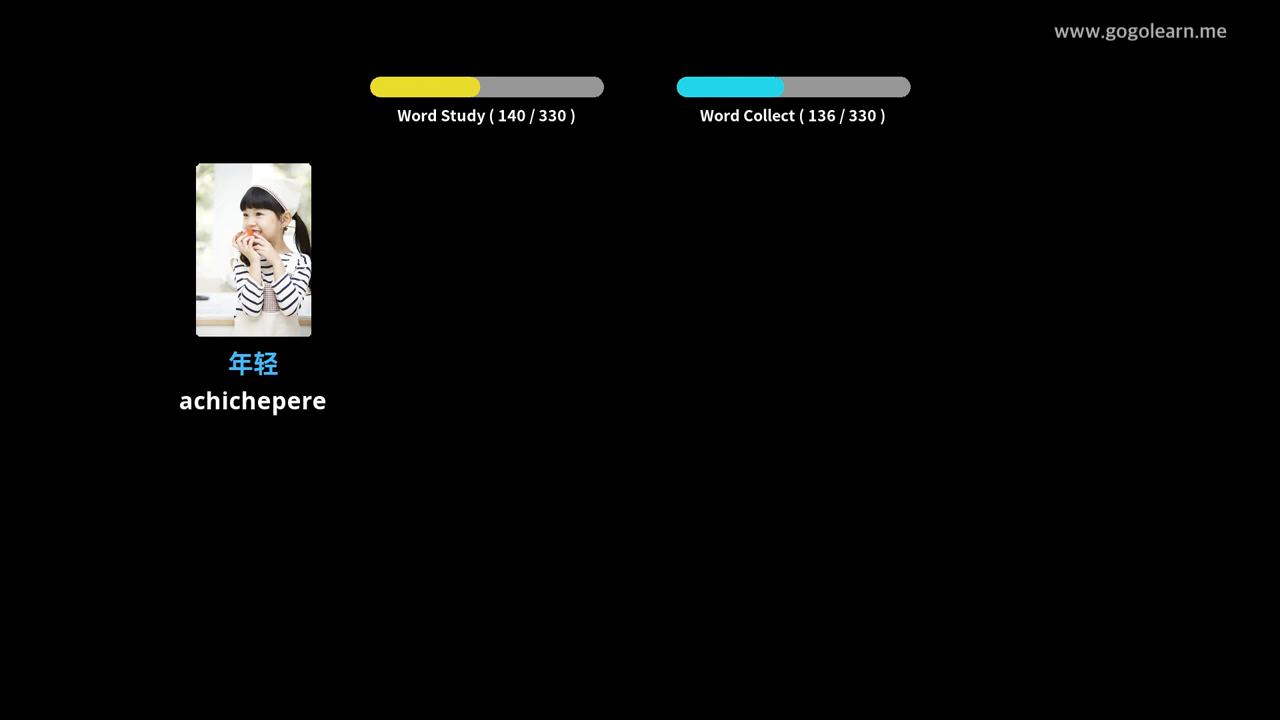 www.gogolearn.me
Word Study ( 140 / 330 )
Word Collect ( 136 / 330 )
年轻
achichepere